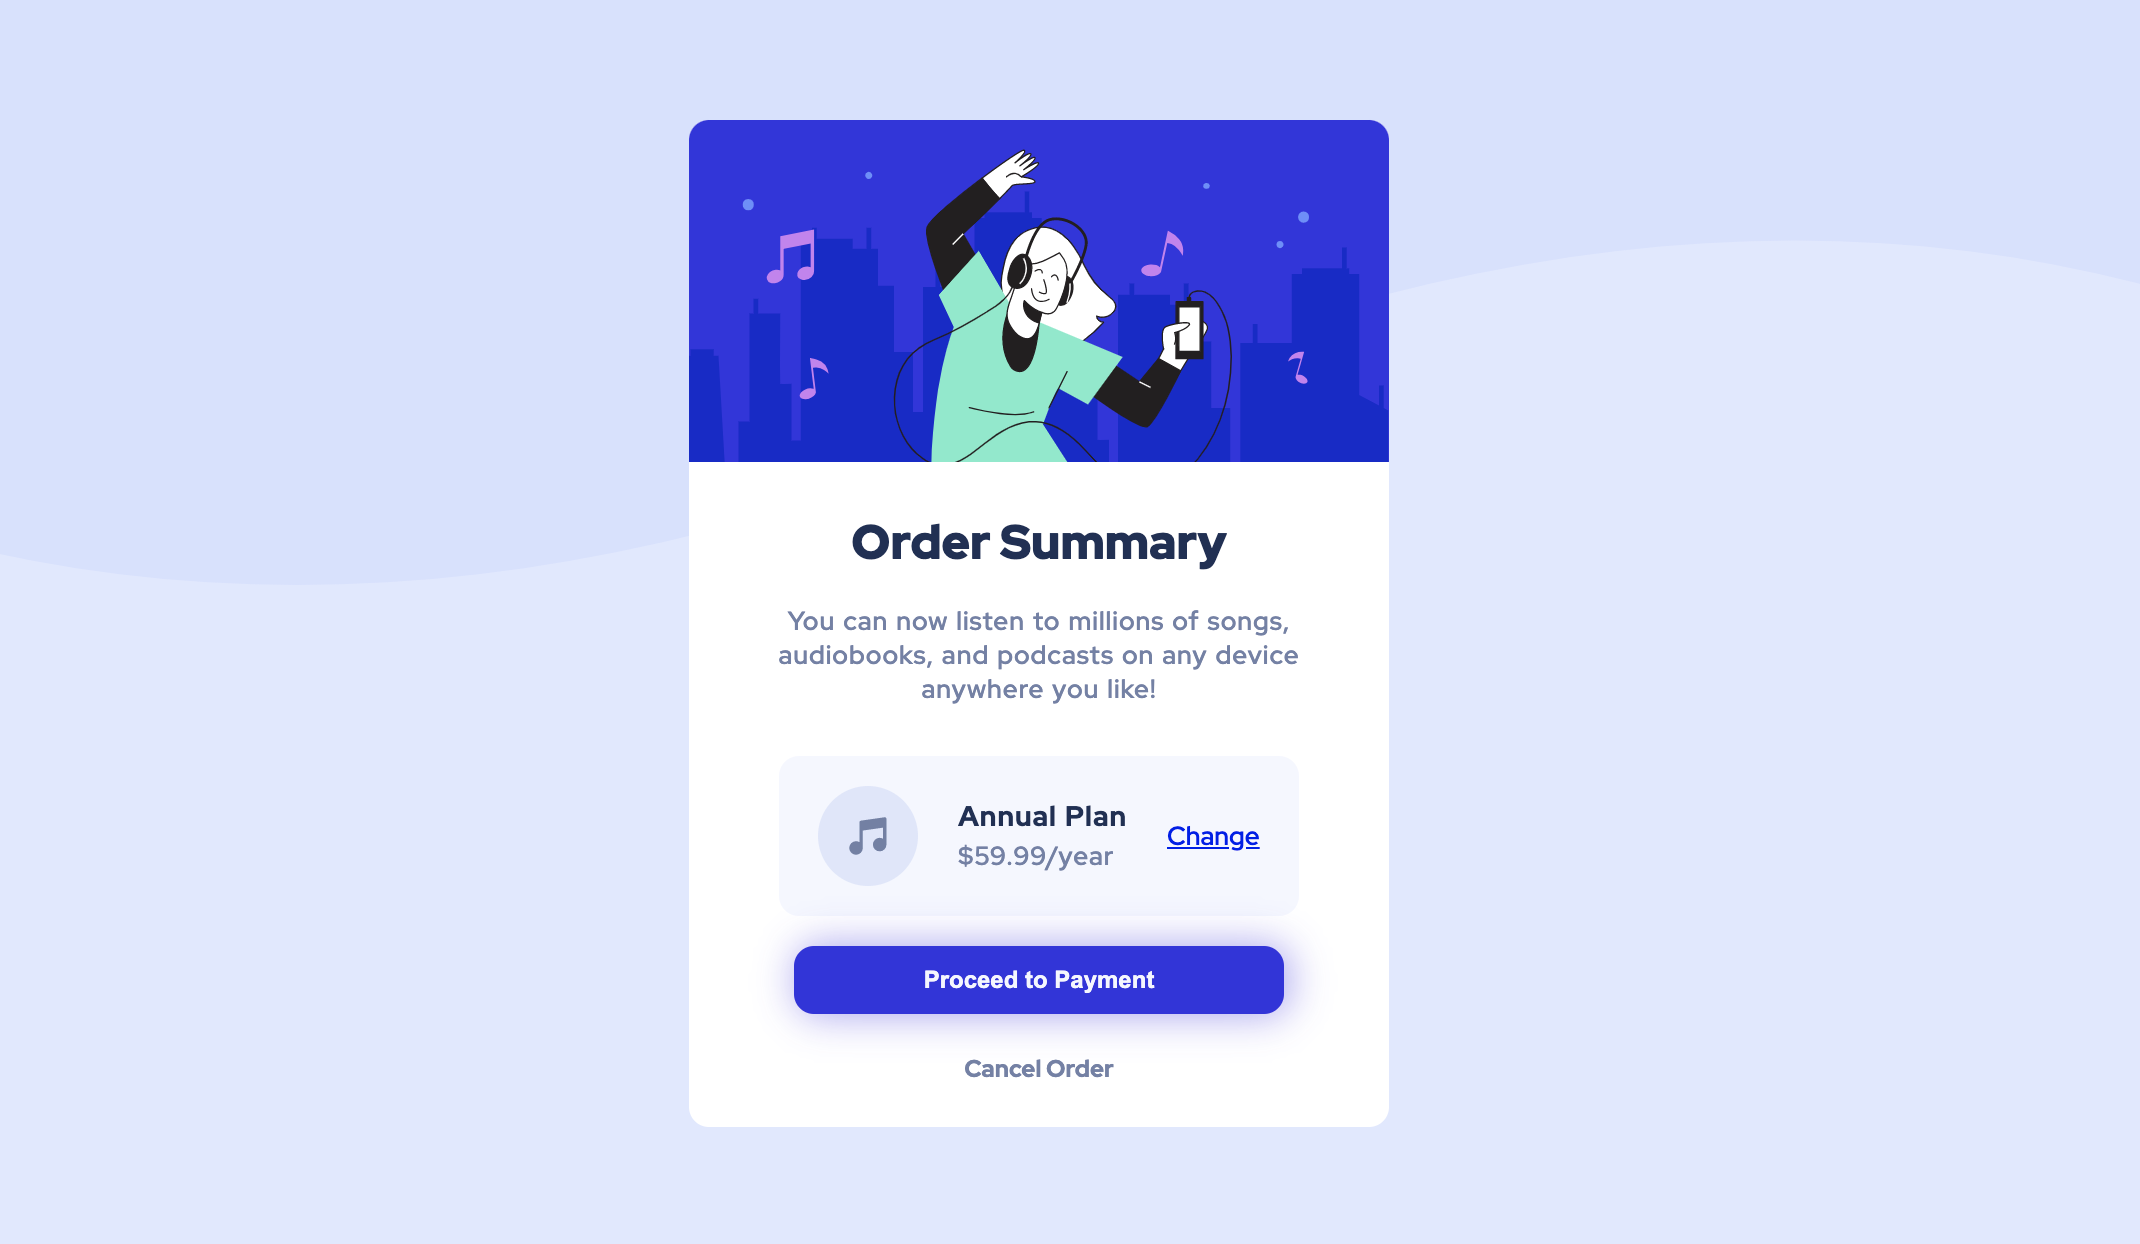 Order Summary
You can now listen to millions of songs,
audiobooks, and podcasts on any device
anywhere you like!
Annual Plan
$59.99/year
Change
Proceed to Payment
Cancel Order